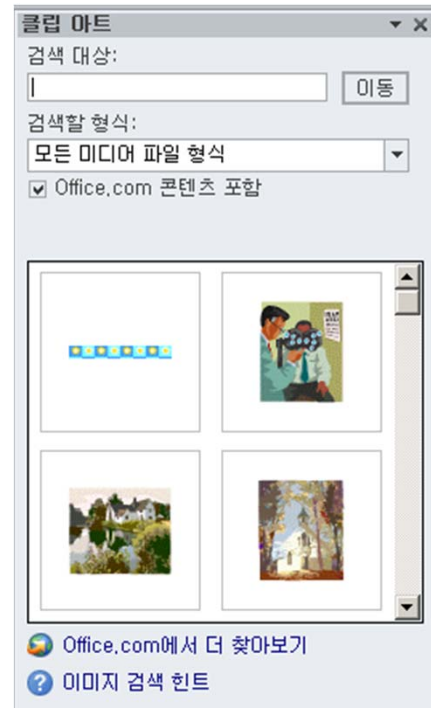 클립 아트
검색 대상:
이동
검색할 형식:
모든 미디어 파일 형식
Office.com 콘텐츠 포함
Office.com에서 더 찾아보기
이미지 검색 힌트